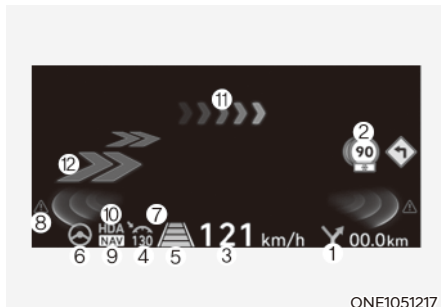 ⑪
②
90
⑫
⑧ ⑩ HDA ⑦
NAV 130 121 km/h 00.0km
⑥ ⑨ ④ ⑤ ③ ①
ONE1051217